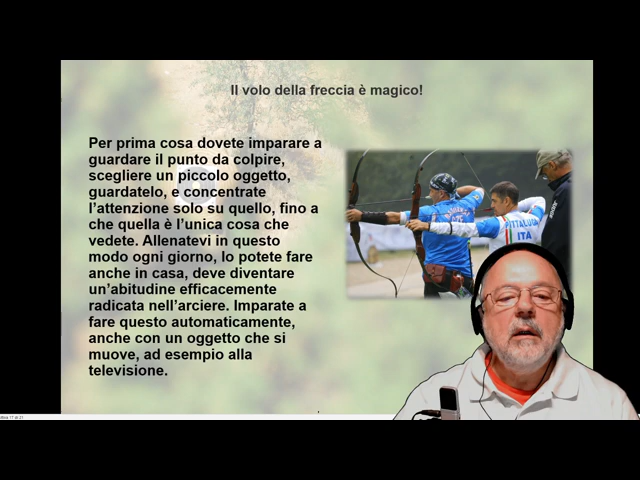 Il volo della freccia è magico!
Per prima cosa dovete imparare a
guardare il punto da colpire,
scegliere un piccolo oggetto,
guardatelo, e concentrate
l'attenzione solo su quello, fino a
che quella è l'unica cosa che
vedete. Allenatevi in questo
modo ogni giorno, lo potete fare
anche in casa, deve diventare
un'abitudine efficacemente
radicata nell'arciere. Imparate a
fare questo automaticamente,
anche con un oggetto che si
muove, ad esempio alla
televisione.
PITTALUGA
ITA